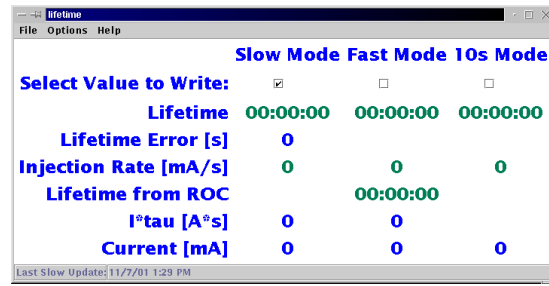 lifetime
File Options Help
Slow Mode Fast Mode 10s Mode
Select Value to Write:
Lifetime 00:00:00 00:00:00 00:00:00
Lifetime Error [s] 0
Injection Rate [mA/s] 0 0 0
Lifetime from ROC 00:00:00
I*tau [A*s] 0 0
Current [mA] 0 0 0
Last Slow Update: 11/7/01 1:29 PM